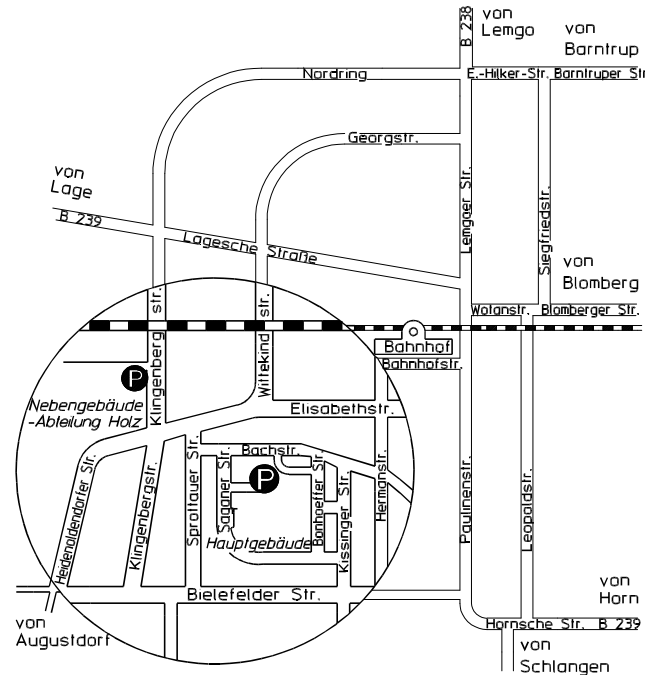 von
Lemgo
B 238
von
Barntrup
Nordring
E.-Hilker-Str. Barntruper Str
Georgstr.
von
Lage
B 239
Lagesche Straße
Lemgaer Str.
Siegfriedstr.
von
Blomberg
Wotanstr. Blomberger Str.
Klingenberg str.
Wittekind str.
Bahnhof
Bahnhofstr.
P
Nebengebäude
-Abteilung Holz
Elisabethstr.
Bachstr.
P
Heidenoldendorfer Str.
Klingenbergstr.
Sprottauer Str.
Saganer Str.
Bonhoeffer Str.
Kissinger Str.
Hermanstr.
Paulinenstr.
Leopoldstr.
Hauptgebäude
Bielefelder Str.
von
Augustdorf
von
Horn
Hornsche Str. B 239
von
Schlangen